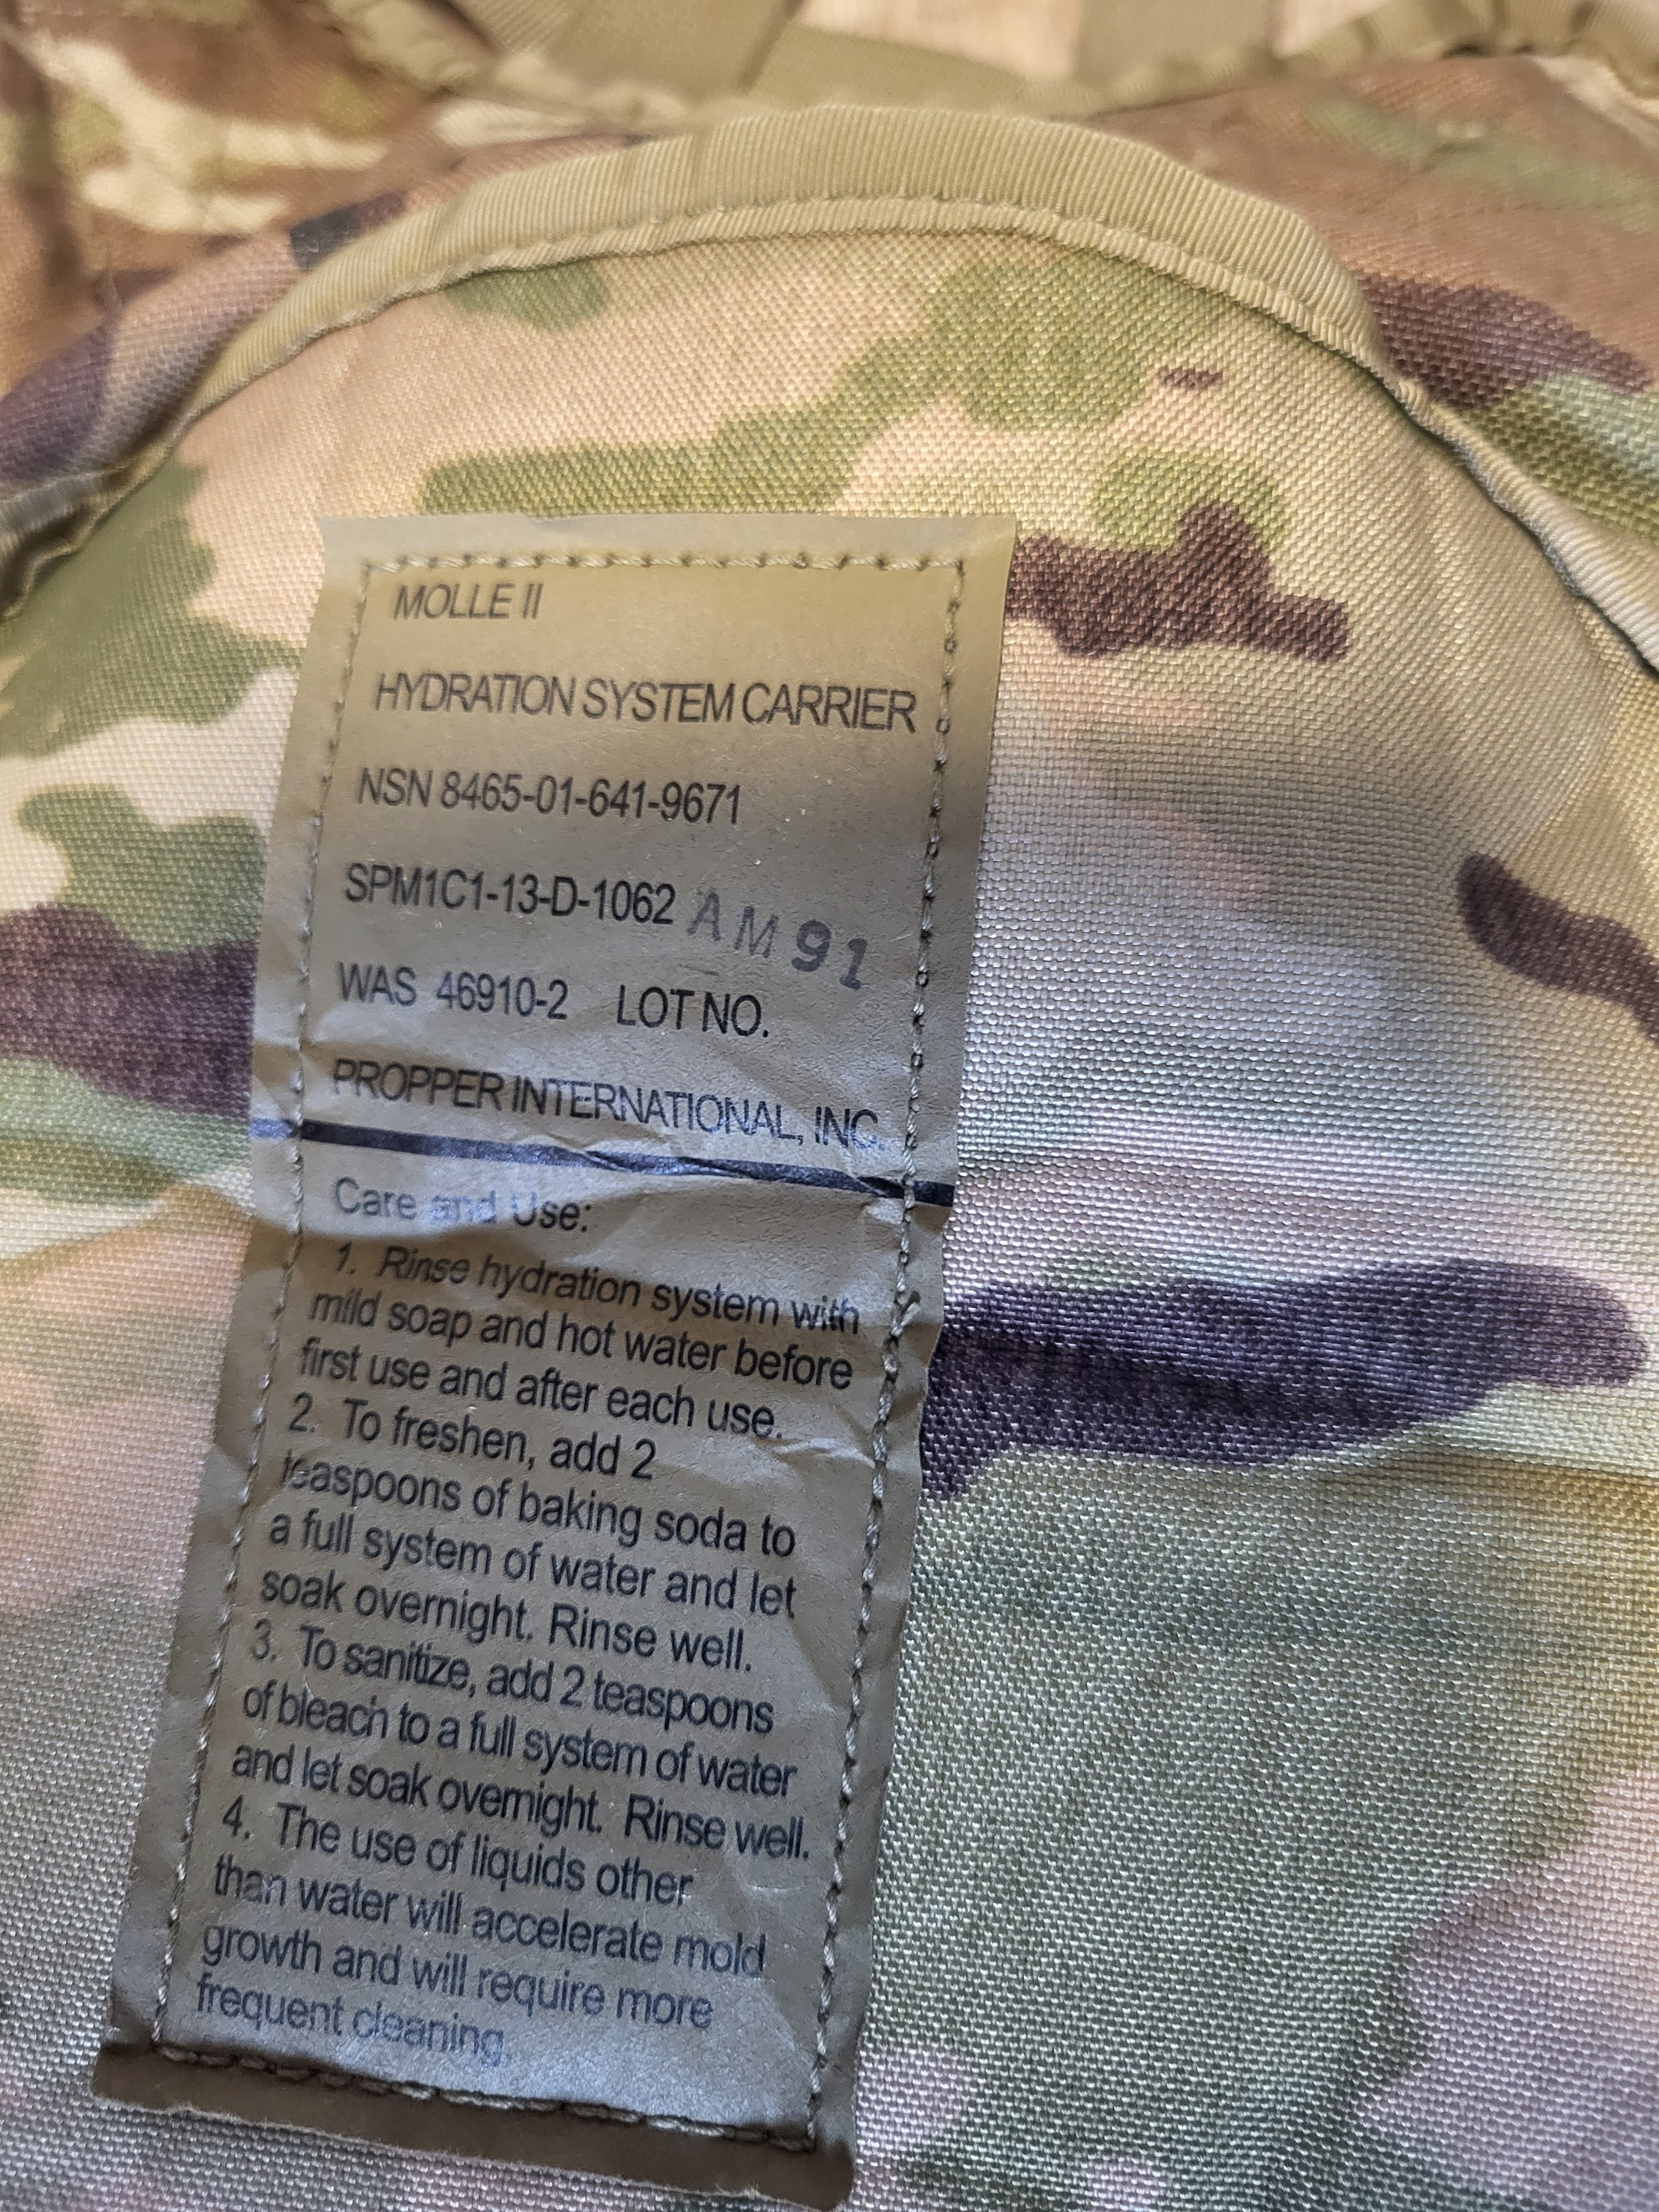 MOLLE II
HYDRATION SYSTEM CARRIER
NSN 8465-01-641-9671
SPM1C1-13-D-1062 AM91
WAS 46910-2 LOT NO.
PROPPER INTERNATIONAL, INC.
Care and Use:
1. Rinse hydration system with
mild soap and hot water before
first use and after each use.
2. To freshen, add 2
teaspoons of baking soda to
a full system of water and let
soak overnight. Rinse well.
3. To sanitize, add 2 teaspoons
of bleach to a full system of water
and let soak overnight. Rinse well.
4. The use of liquids other
than water will accelerate mold
growth and will require more
frequent cleaning.